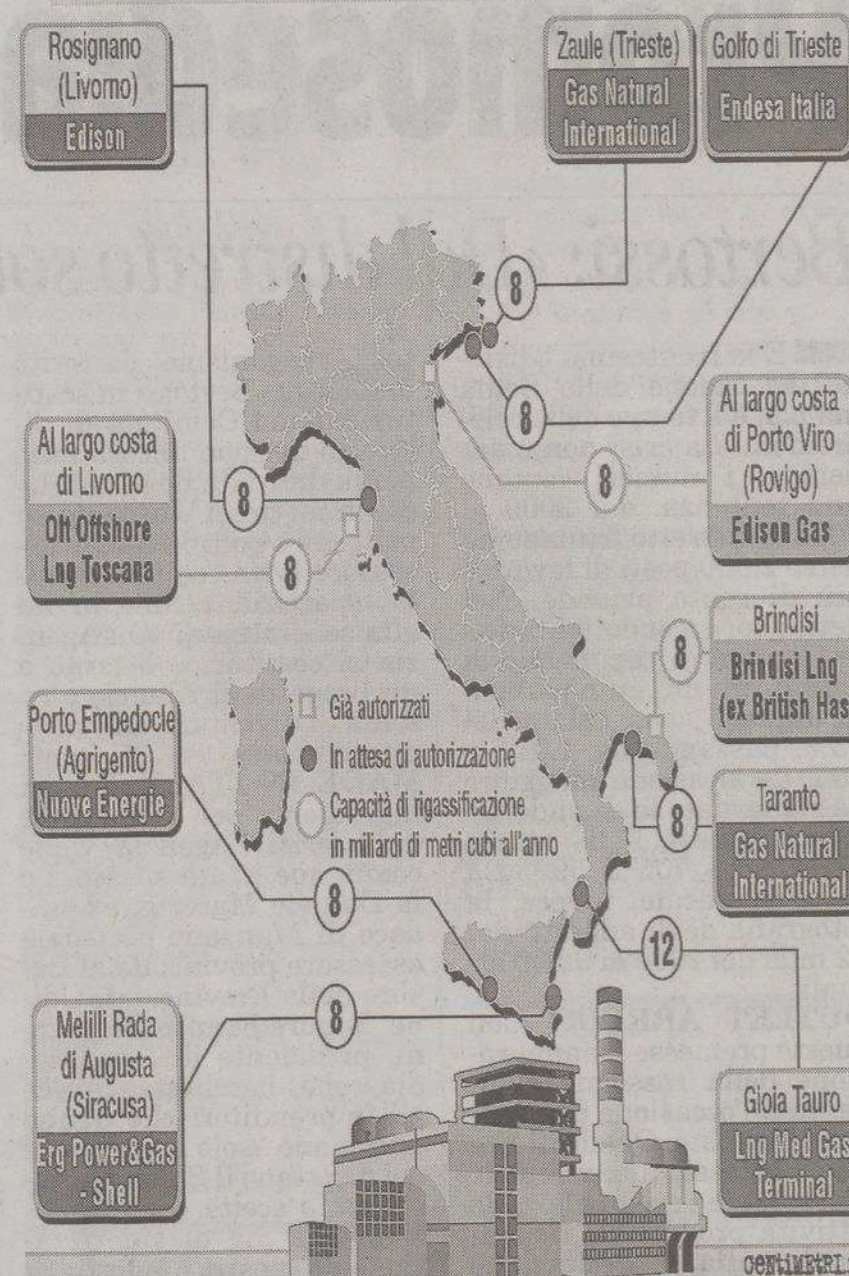 Rosignano
(Livorno)
Edison
Zaule (Trieste)
Gas Natural
International
Golfo di Trieste
Endesa Italia
8
8
Al largo costa
di Livorno
Olt Offshore
Lng Toscana
8
8
8
Al largo costa
di Porto Viro
(Rovigo)
Edison Gas
8
Brindisi
Brindisi Lng
(ex British Has
Porto Empedocle
(Agrigento)
Nuove Energie
Già autorizzati
In attesa di autorizzazione
Capacità di rigassificazione
in miliardi di metri cubi all'anno
8
Taranto
Gas Natural
International
8
12
Melilli Rada
di Augusta
(Siracusa)
Erg Power&Gas
- Shell
8
Gioia Tauro
Lng Med Gas
Terminal
CENTIMETRI